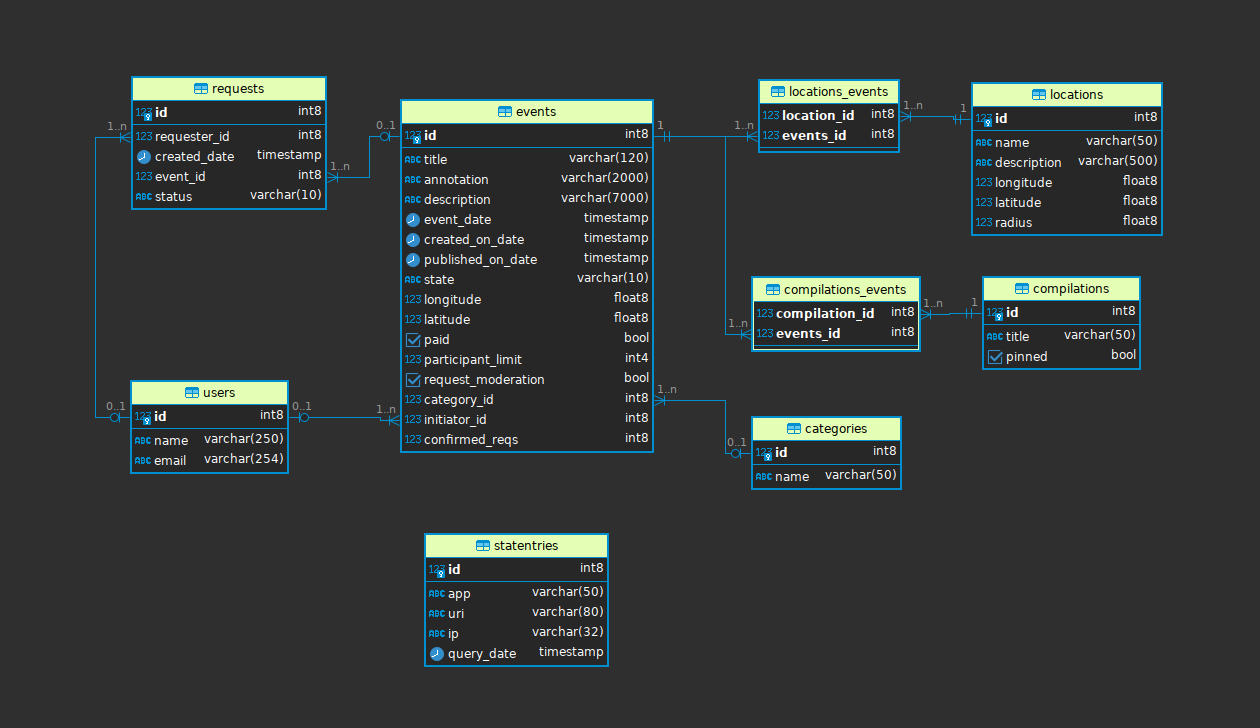 requests
id int8
requester_id int8
created_date timestamp
event_id int8
status varchar(10)
1..n
1..n
0..1
events
id int8
title varchar(120)
annotation varchar(2000)
description varchar(7000)
event_date timestamp
created_on_date timestamp
published_on_date timestamp
state varchar(10)
longitude float8
latitude float8
paid bool
participant_limit int4
request_moderation bool
category_id int8
initiator_id int8
confirmed_reqs int8
1
1..n
locations_events
location_id int8
events_id int8
1..n
1
locations
id int8
name varchar(50)
description varchar(500)
longitude float8
latitude float8
radius float8
1..n
compilations_events
compilation_id int8
events_id int8
1..n
1
compilations
id int8
title varchar(50)
pinned bool
0..1
users
id int8
name varchar(250)
email varchar(254)
0..1
1..n
1..n
0..1
categories
id int8
name varchar(50)
statentries
id int8
app varchar(50)
uri varchar(80)
ip varchar(32)
query_date timestamp